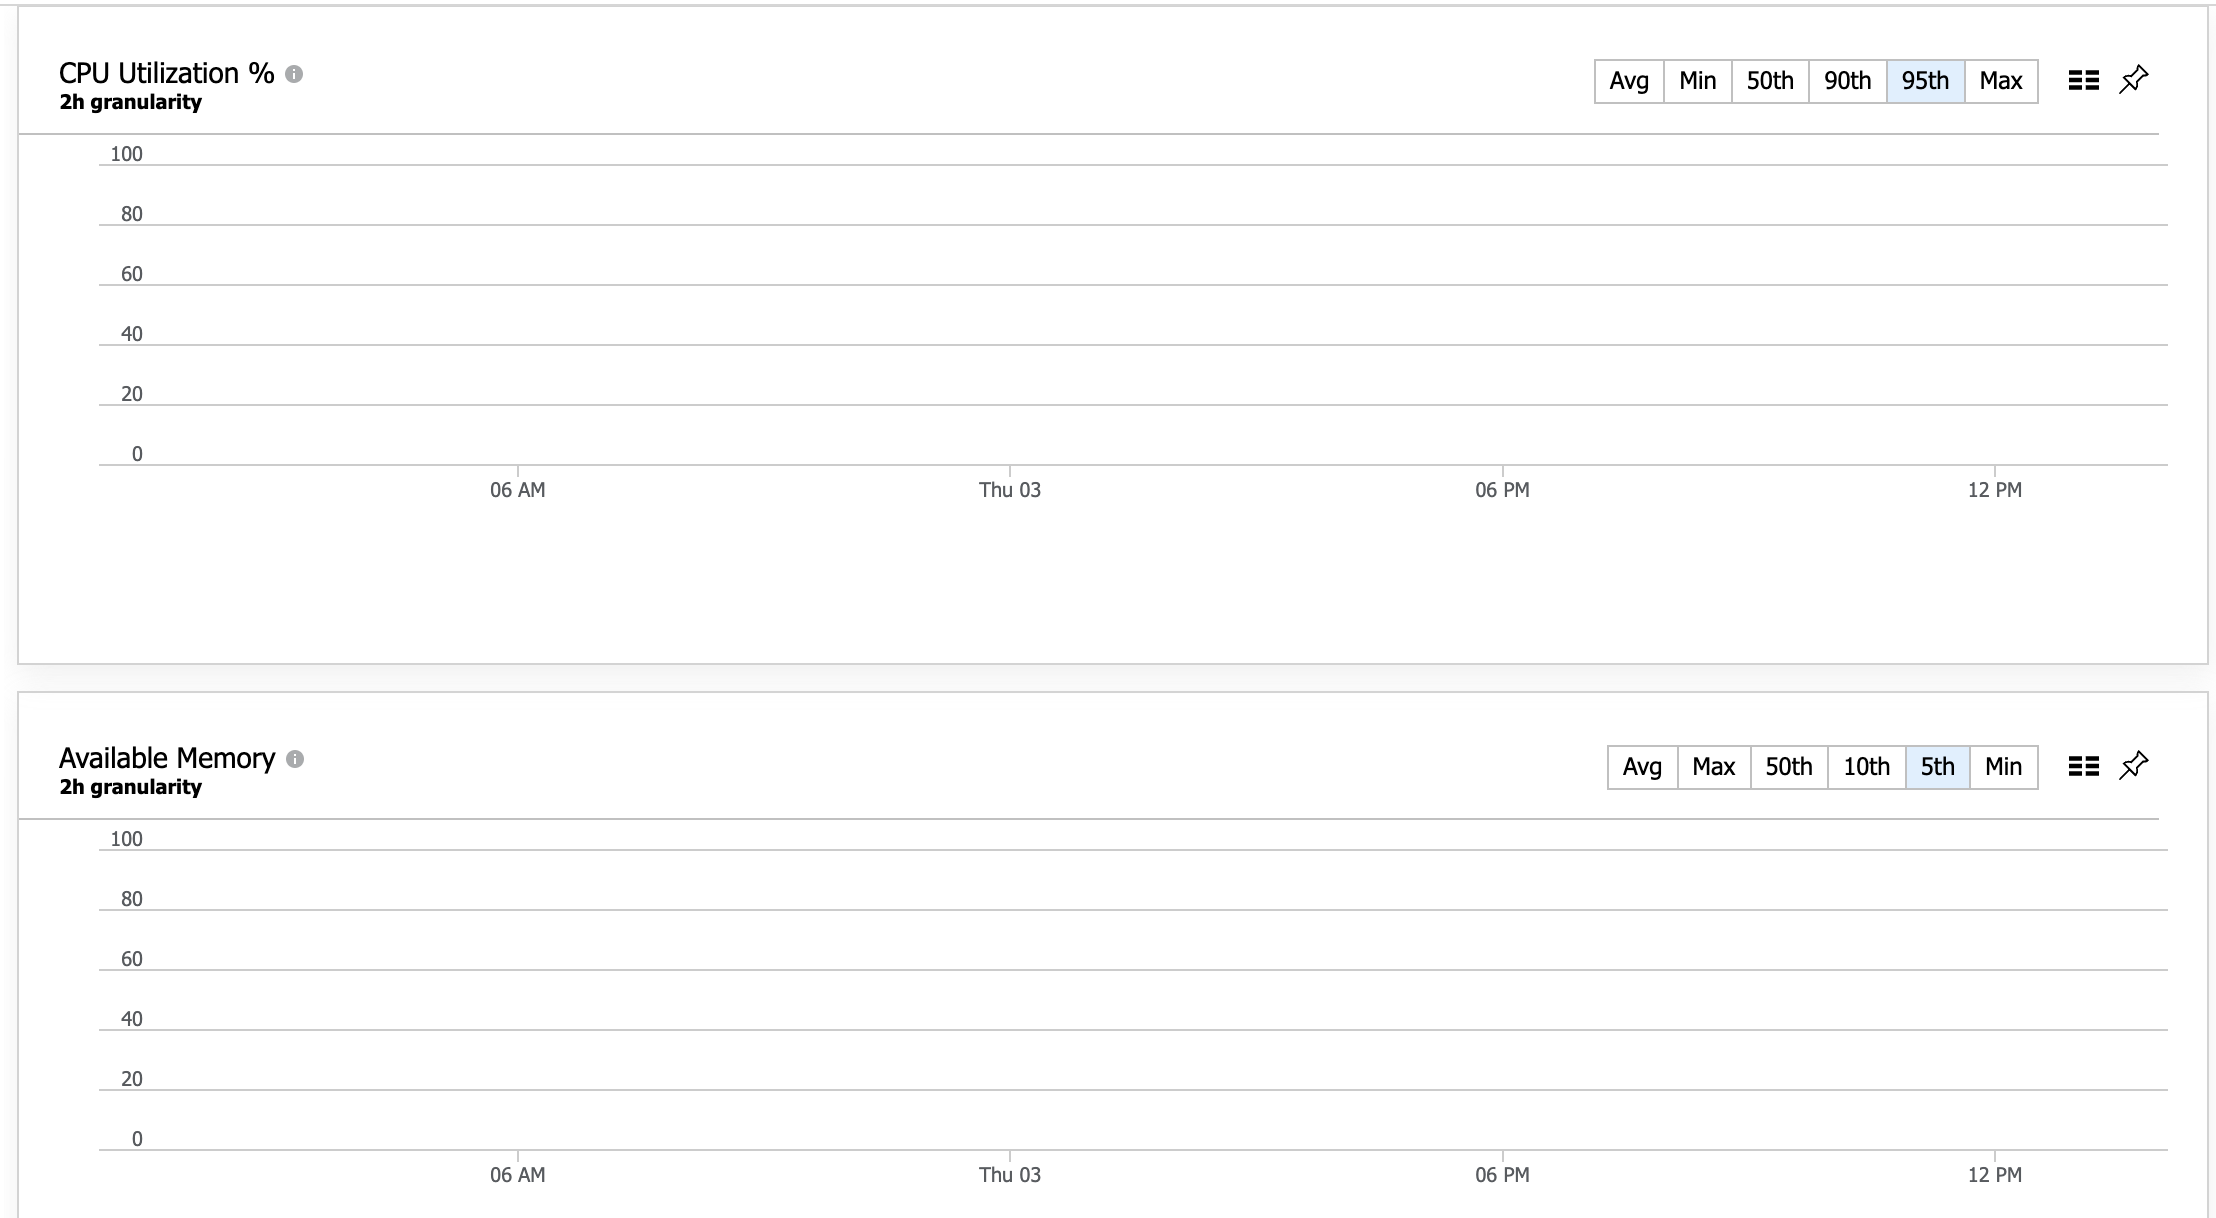 CPU Utilization %
2h granularity
Avg Min 50th 90th 95th Max
100
80
60
40
20
0
06 AM Thu 03 06 PM 12 PM
Available Memory
2h granularity
Avg Max 50th 10th 5th Min
100
80
60
40
20
0
06 AM Thu 03 06 PM 12 PM